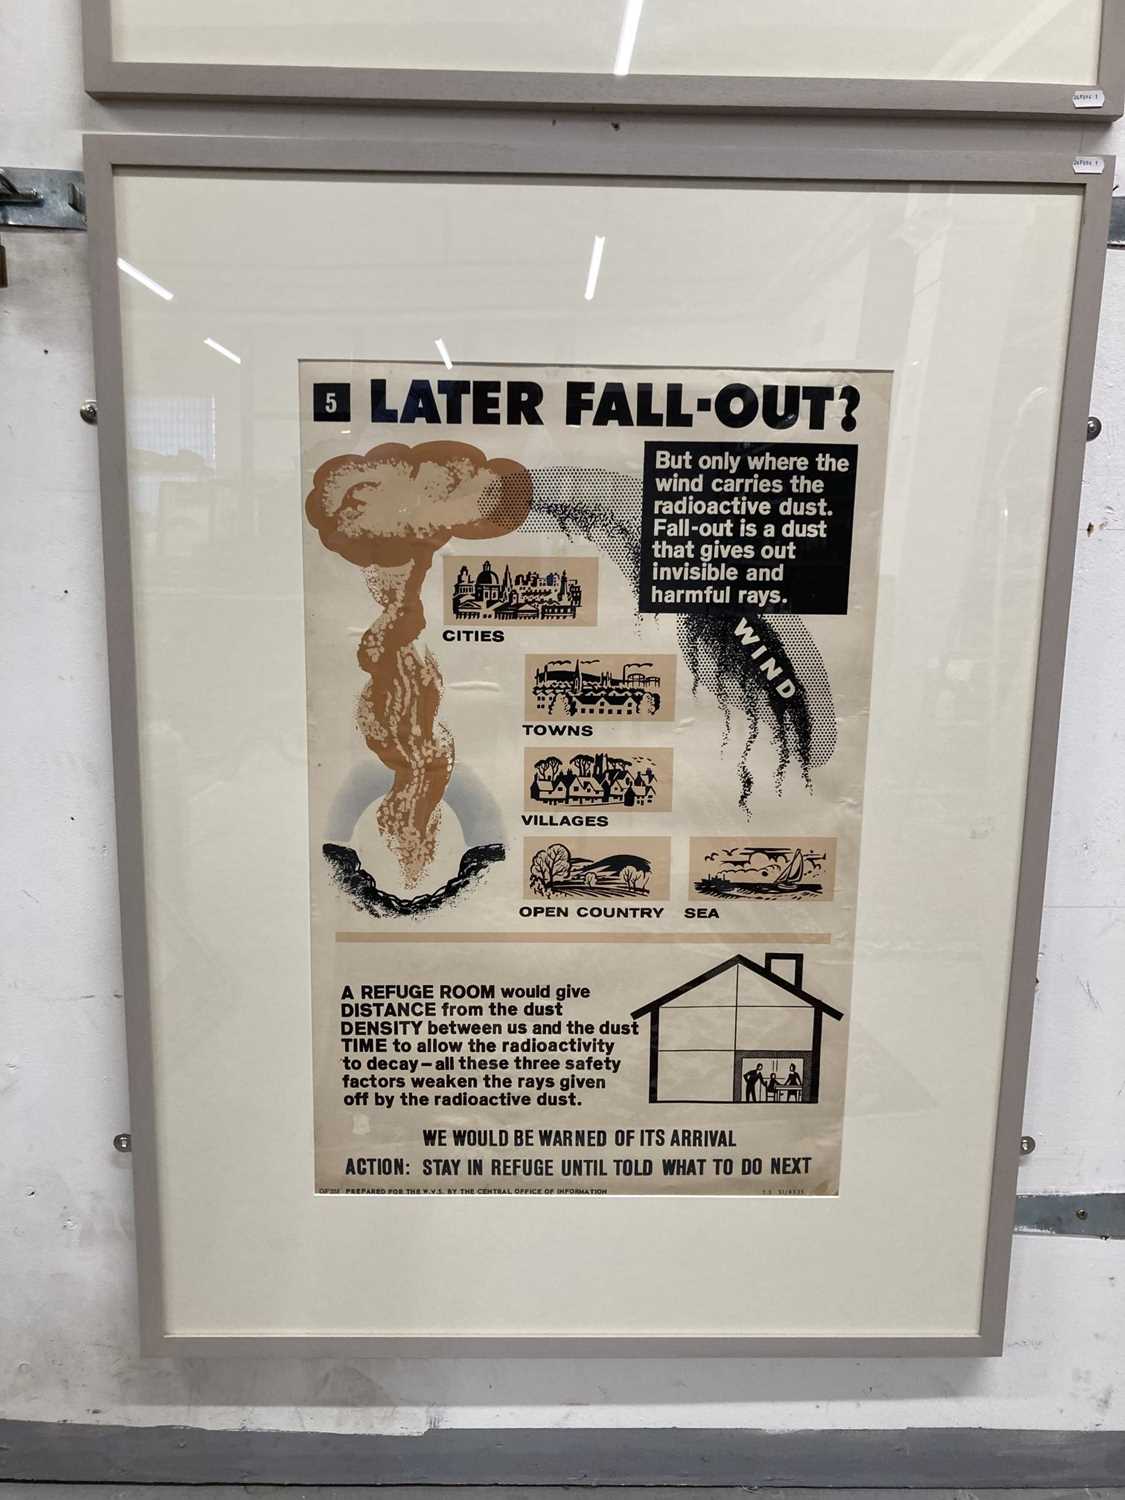 5 LATER FALL-OUT?
But only where the
wind carries the
radioactive dust.
Fall-out is a dust
that gives out
invisible and
harmful rays.
WIND
CITIES
TOWNS
VILLAGES
OPEN COUNTRY SEA
A REFUGE ROOM would give
DISTANCE from the dust
DENSITY between us and the dust
TIME to allow the radioactivity
to decay – all these three safety
factors weaken the rays given
off by the radioactive dust.
WE WOULD BE WARNED OF ITS ARRIVAL
ACTION: STAY IN REFUGE UNTIL TOLD WHAT TO DO NEXT
PREPARED FOR THE W.V.S. BY THE CENTRAL OFFICE OF INFORMATION